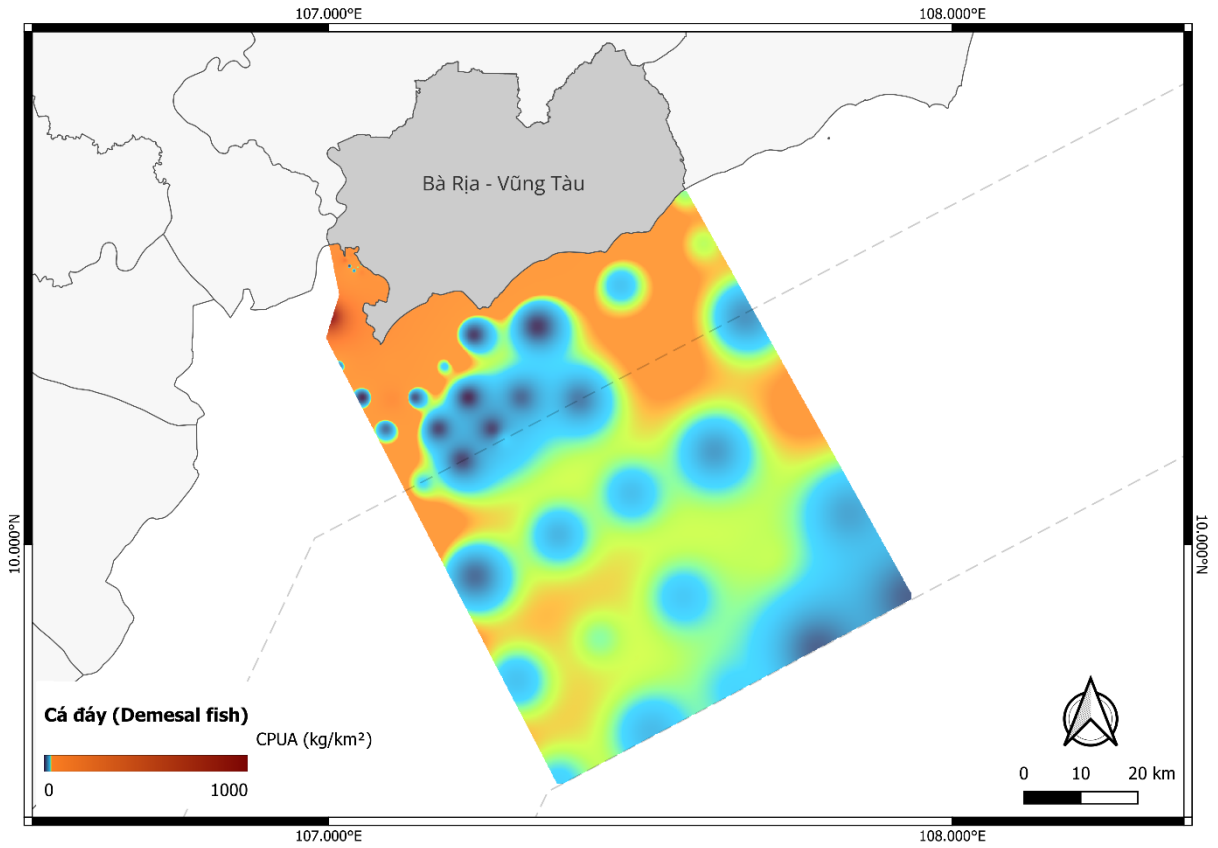 107.000°E 108.000°E
Bà Rịa - Vũng Tàu
10.000°N 10.000°N
Cá đáy (Demesal fish)
CPUA (kg/km²)
0 1000
0 10 20 km
107.000°E 108.000°E